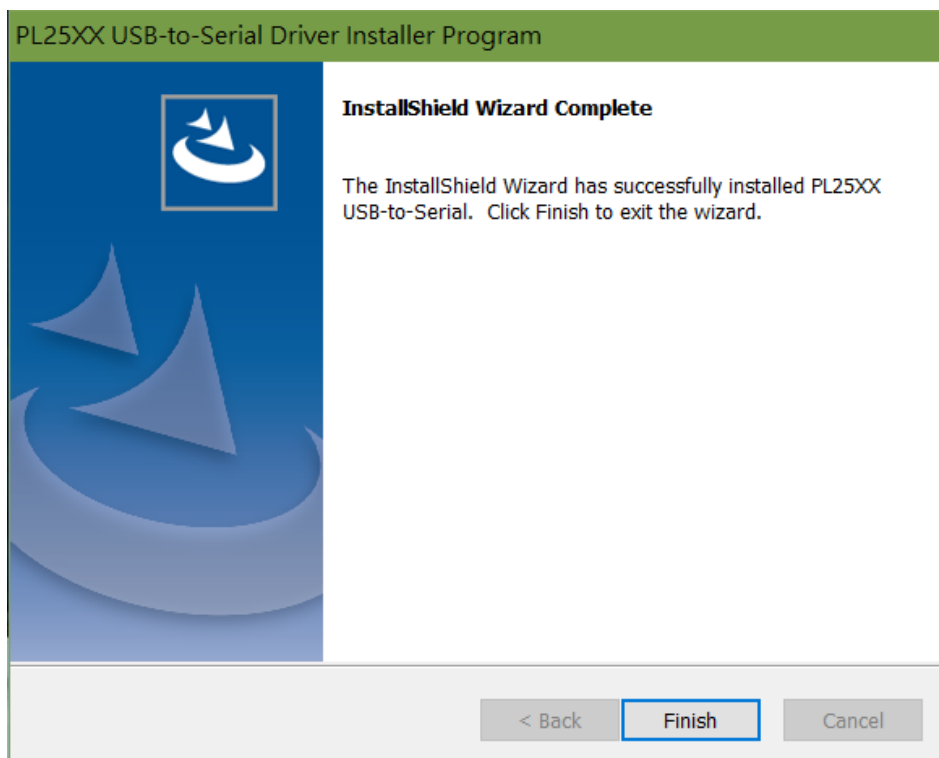 PL25XX USB-to-Serial Driver Installer Program
InstallShield Wizard Complete
The InstallShield Wizard has successfully installed PL25XX
USB-to-Serial.  Click Finish to exit the wizard.
< Back
Finish
Cancel